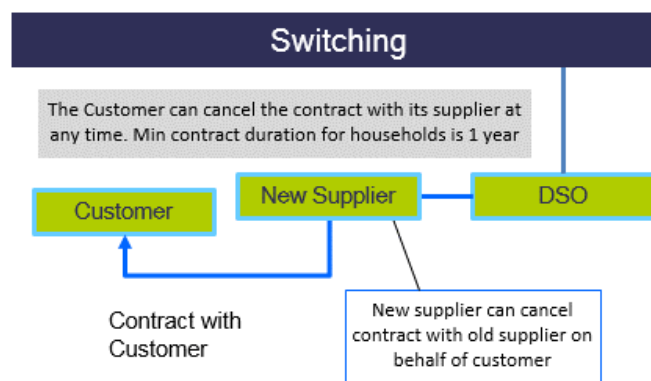 Switching
The Customer can cancel the contract with its supplier at
any time. Min contract duration for households is 1 year
Customer
New Supplier
DSO
Contract with
Customer
New supplier can cancel
contract with old supplier on
behalf of customer